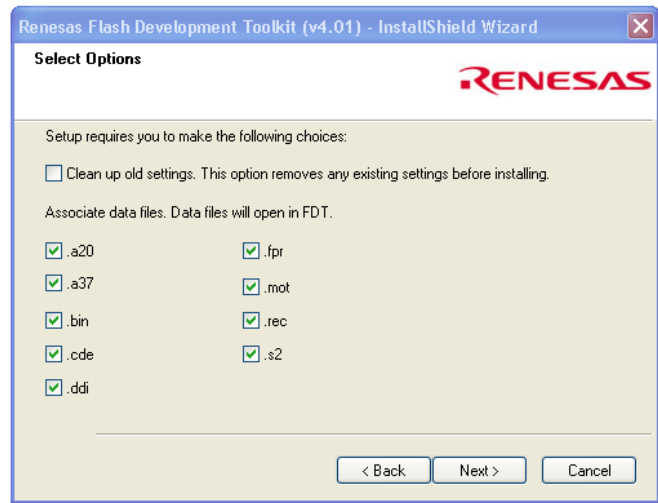 Renesas Flash Development Toolkit (v4.01) - InstallShield Wizard
Select Options
RENESAS
Setup requires you to make the following choices:
Clean up old settings. This option removes any existing settings before installing.
Associate data files. Data files will open in FDT.
.a20 .fpr
.a37 .mot
.bin .rec
.cde .s2
.ddi
< Back Next > Cancel